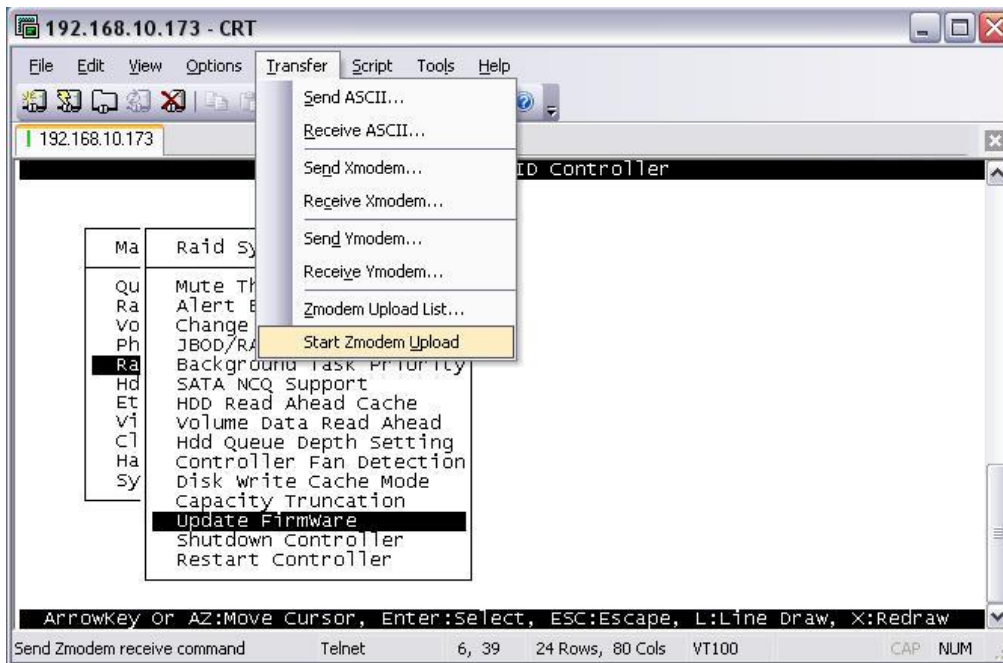 192.168.10.173 - CRT
File Edit View Options Transfer Script Tools Help
192.168.10.173
Send ASCII...
Receive ASCII...
Send Xmodem...
Receive Xmodem...
Send Ymodem...
Receive Ymodem...
Zmodem Upload List...
Start Zmodem Upload
ID Controller
Ma
Qu
Ra
Vo
Ph
Ra
Hd
Et
Vi
Cl
Ha
Sy
Raid Sy
Mute Th
Alert B
Change
JBOD/RA
Background Task Priority
SATA NCQ Support
HDD Read Ahead Cache
Volume Data Read Ahead
Hdd Queue Depth Setting
Controller Fan Detection
Disk Write Cache Mode
Capacity Truncation
Update FirmWare
Shutdown Controller
Restart Controller
ArrowKey Or AZ:Move Cursor, Enter:Select, ESC:Escape, L:Line Draw, X:Redraw
Send Zmodem receive command Telnet 6, 39 24 Rows, 80 Cols VT100 CAP NUM